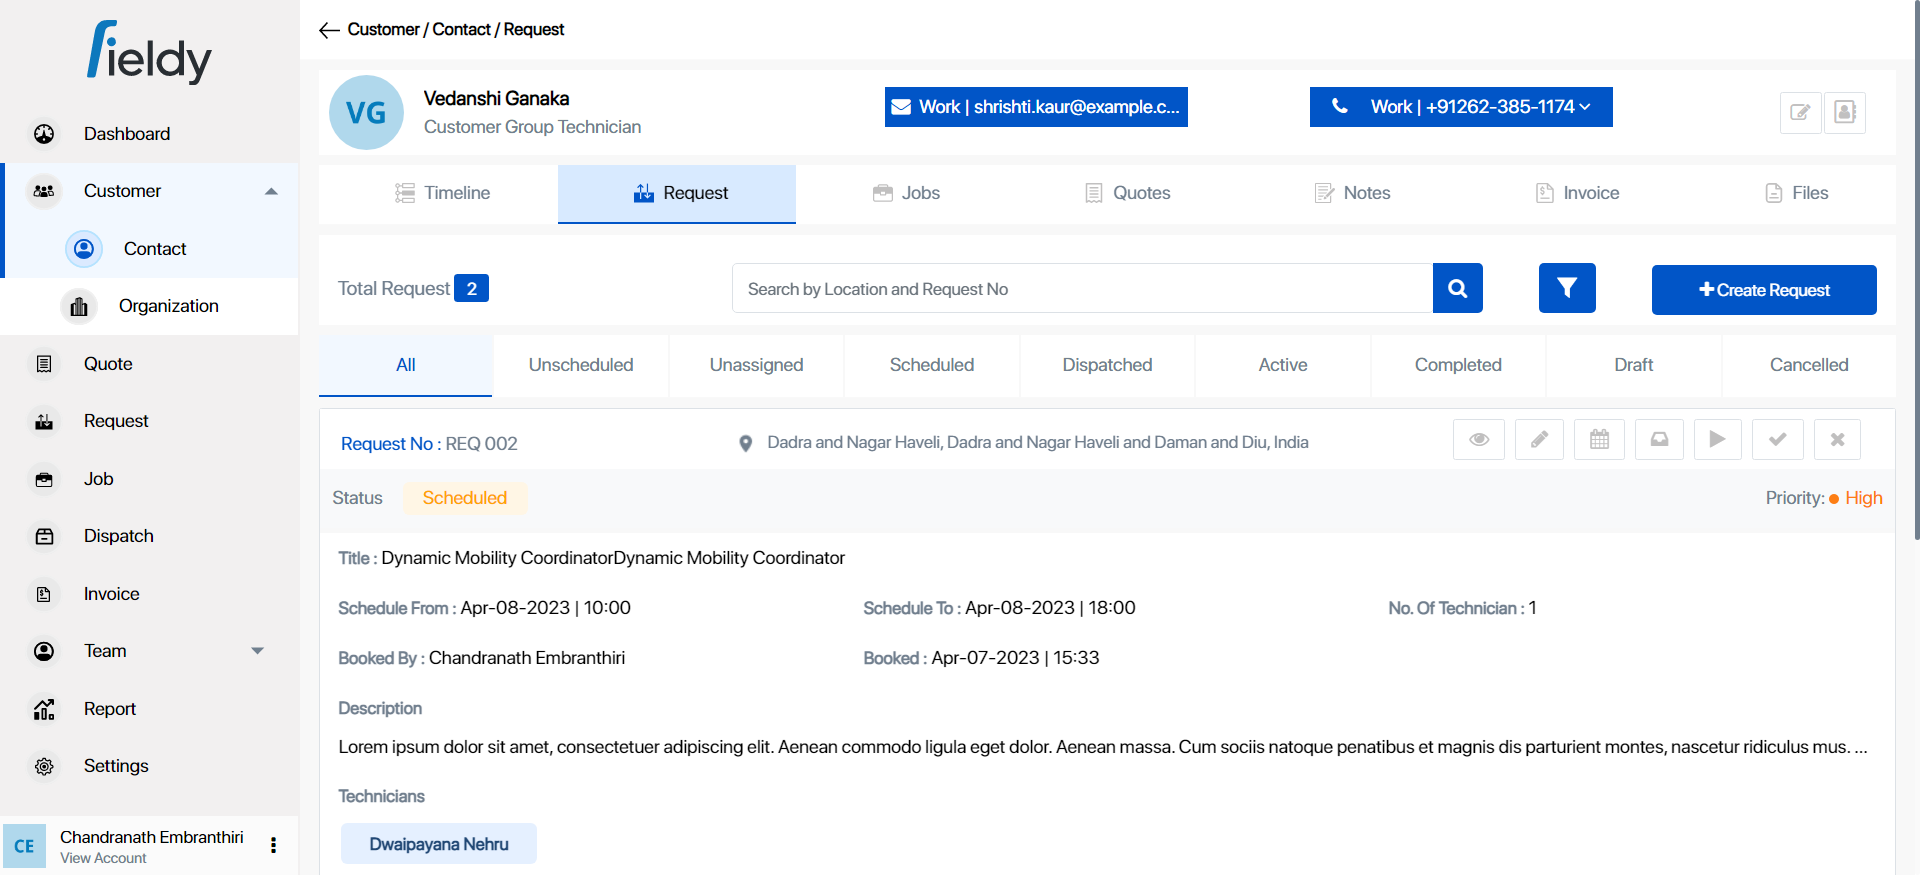 fieldy
Customer / Contact / Request
VG
Vedanshi Ganaka
Customer Group Technician
Work | shrishti.kaur@example.c...
Work | +91262-385-1174
Dashboard
Customer
Contact
Organization
Quote
Request
Job
Dispatch
Invoice
Team
Report
Settings
CE
Chandranath Embranthiri
View Account
Timeline
Request
Jobs
Quotes
Notes
Invoice
Files
Total Request 2
Search by Location and Request No
Create Request
All
Unscheduled
Unassigned
Scheduled
Dispatched
Active
Completed
Draft
Cancelled
Request No : REQ 002
Dadra and Nagar Haveli, Dadra and Nagar Haveli and Daman and Diu, India
Status
Scheduled
Priority: High
Title : Dynamic Mobility CoordinatorDynamic Mobility Coordinator
Schedule From : Apr-08-2023 | 10:00
Schedule To : Apr-08-2023 | 18:00
No. Of Technician : 1
Booked By : Chandranath Embranthiri
Booked : Apr-07-2023 | 15:33
Description
Lorem ipsum dolor sit amet, consectetuer adipiscing elit. Aenean commodo ligula eget dolor. Aenean massa. Cum sociis natoque penatibus et magnis dis parturient montes, nascetur ridiculus mus. ...
Technicians
Dwaipayana Nehru